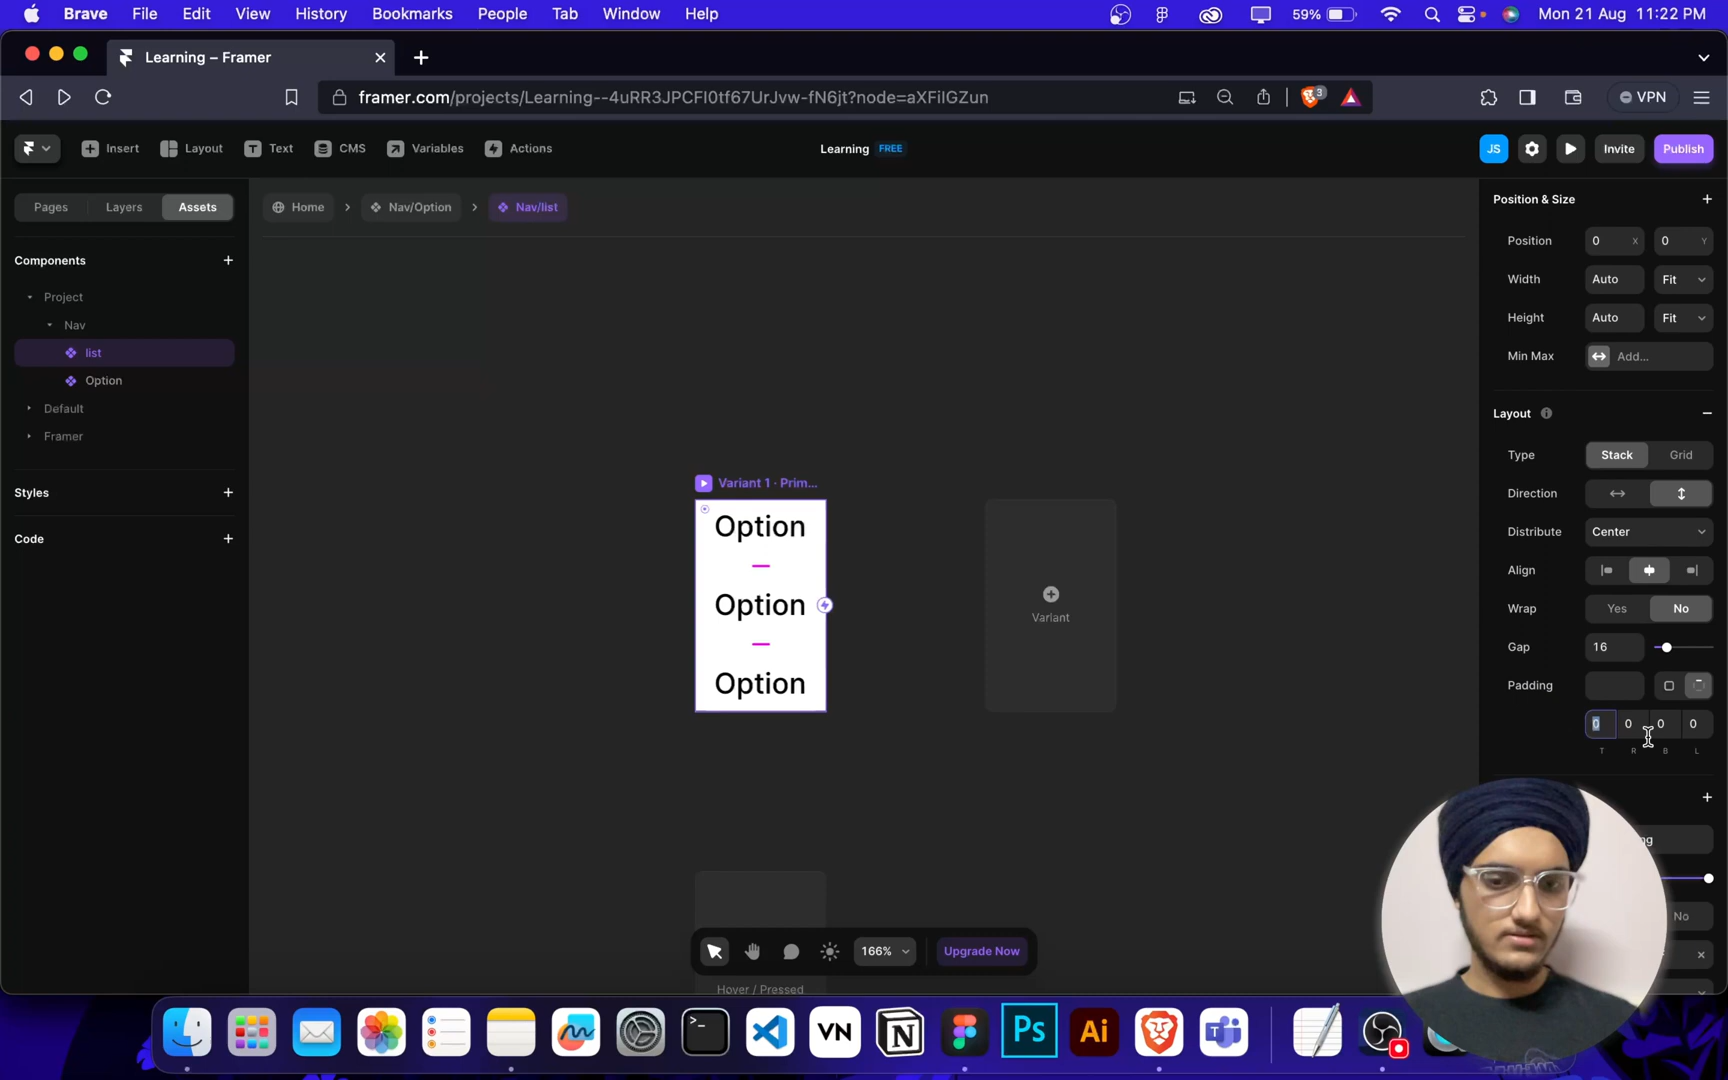 Brave File Edit View History Bookmarks People Tab Window Help 59% Mon 21 Aug 11:22 PM
Learning – Framer
framer.com/projects/Learning--4uRR3JPCFI0tf67UrJvw-fN6jt?node=aXFilGZun 3 VPN
Insert Layout T Text CMS Variables Actions Learning FREE JS Invite Publish
Pages Layers Assets
Home Nav/Option Nav/list
Position & Size
Position 0 X 0 Y
Components
Width Auto Fit
Project
Height Auto Fit
Nav
list
Min Max Add...
Option
Default
Layout
Framer
Type Stack Grid
Variant 1 · Prim...
Styles
Direction
Option
Distribute Center
Code
Align
Option
Variant
Wrap Yes No
Gap 16
Option
Padding
0 0 0 0
T R B L
No
166% Upgrade Now
Hover / Pressed
VN Ps Ai